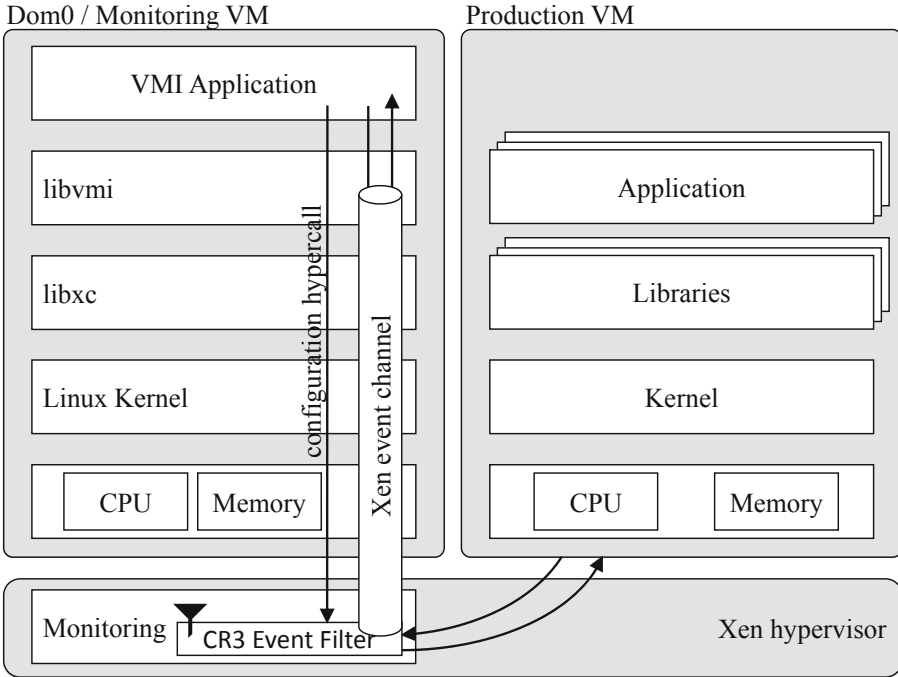 Dom0 / Monitoring VM
Production VM
VMI Application
libvmi
Application
libxc
Libraries
configuration hypercall
Xen event channel
Linux Kernel
Kernel
CPU
Memory
CPU
Memory
Monitoring
CR3 Event Filter
Xen hypervisor